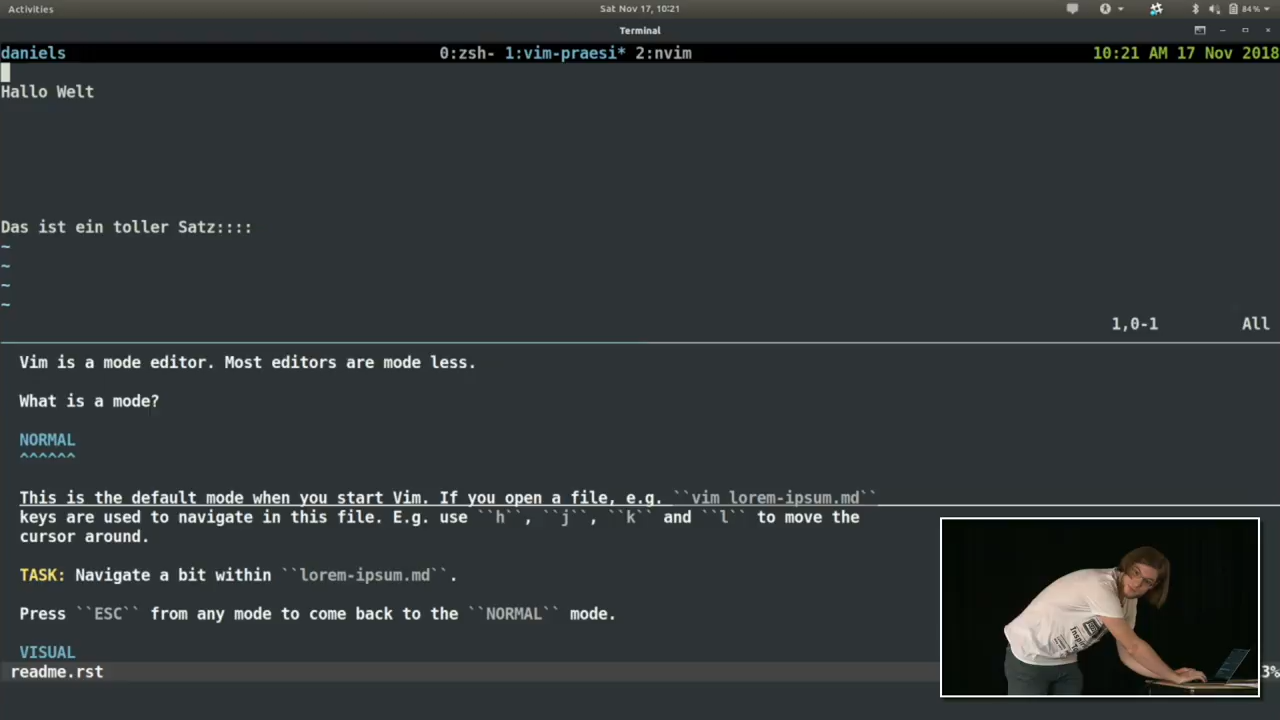 Activities
Sat Nov 17, 10:21
84%
Terminal
daniels 0:zsh- 1:vim-praesi* 2:nvim 10:21 AM 17 Nov 2018
Hallo Welt
Das ist ein toller Satz::::
~
~
~
~
1,0-1 All
Vim is a mode editor. Most editors are mode less.
What is a mode?
NORMAL
^^^^^^
This is the default mode when you start Vim. If you open a file, e.g. ``vim lorem-ipsum.md``
keys are used to navigate in this file. E.g. use ``h``, ``j``, ``k`` and ``l`` to move the
cursor around.
TASK: Navigate a bit within ``lorem-ipsum.md``.
Press ``ESC`` from any mode to come back to the ``NORMAL`` mode.
VISUAL
readme.rst 3%